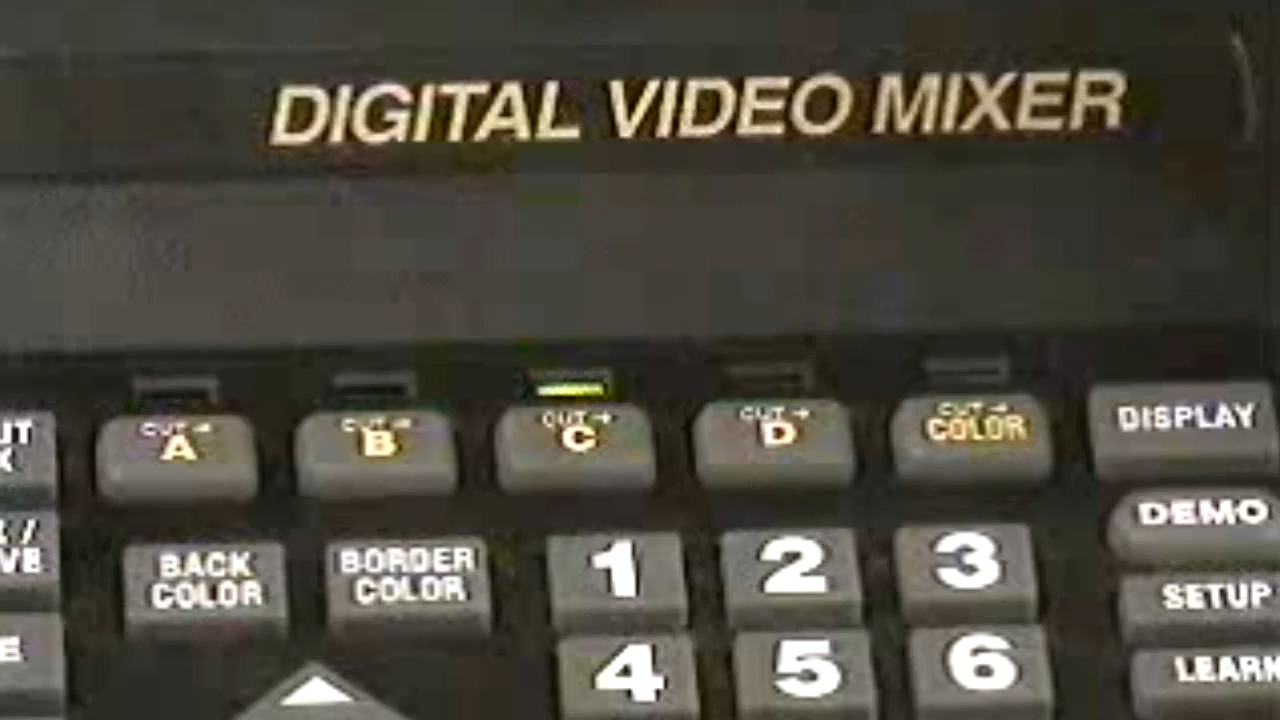 DIGITAL VIDEO MIXER
CUT→ CUT→ CUT→ CUT→ CUT→
A B C D COLOR DISPLAY
DEMO
BACK COLOR
BORDER COLOR
1 2 3
SETUP
4 5 6
LEARN